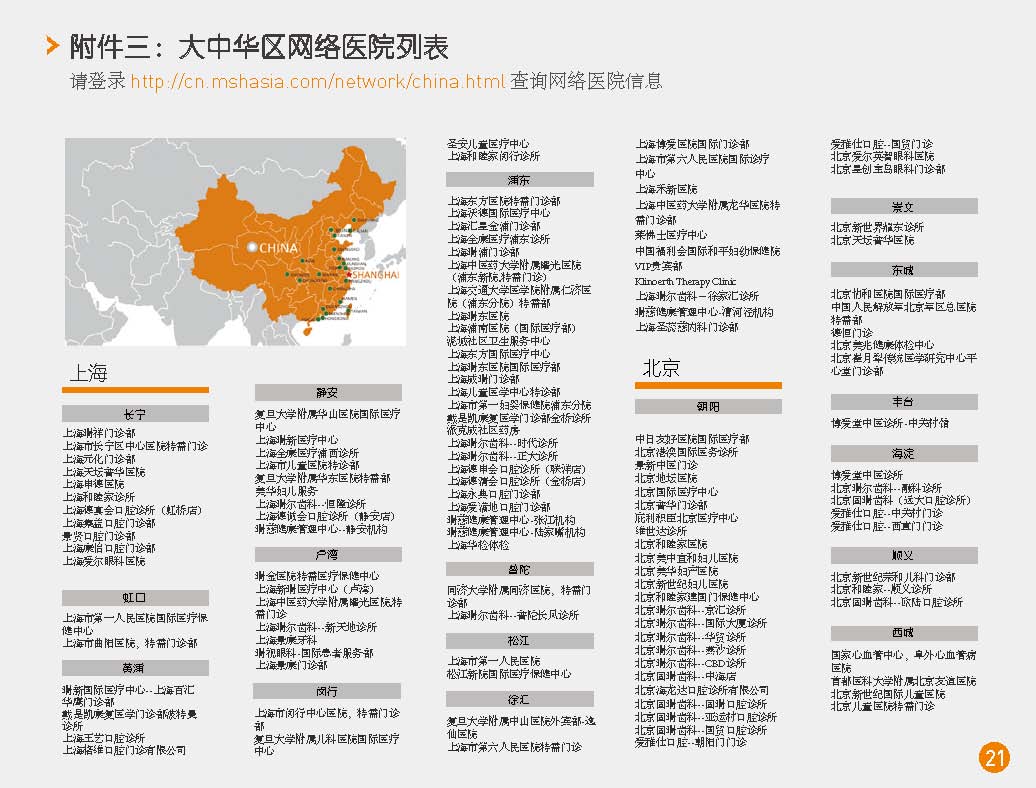 附件三：大中华区网络医院列表
请登录 http://cn.mshasia.com/network/china.html 查询网络医院信息
CHINA
SHANGHAI
上海
长宁
上海瑞祥门诊部
上海市长宁区中心医院特需门诊
上海元化门诊部
上海天坛普华医院
上海申德医院
上海和睦家诊所
上海德真会口腔诊所（虹桥店）
上海雍蓝口腔门诊部
景贤口腔门诊部
上海康怡口腔门诊部
上海爱尔眼科医院
虹口
上海市第一人民医院国际医疗保
健中心
上海市曲阳医院，特需门诊部
黄浦
瑞新国际医疗中心--上海百汇
华鹰门诊部
戴是凯康复医学门诊部波特曼
诊所
上海王艺口腔诊所
上海格维口腔门诊有限公司
静安
复旦大学附属华山医院国际医疗
中心
上海瑞新医疗中心
上海全康医疗浦西诊所
上海市儿童医院特诊部
复旦大学附属华东医院特需部
美华妇儿服务
上海瑞尔齿科--恒隆诊所
上海德诚会口腔诊所（静安店）
瑞慈健康管理中心--静安机构
卢湾
瑞金医院特需医疗保健中心
上海新瑞医疗中心（卢湾）
上海中医药大学附属曙光医院特
需门诊
上海瑞尔齿科--新天地诊所
上海景康牙科
瑞视眼科-国际患者服务部
上海景康门诊部
闵行
上海市闵行中心医院，特需门诊
部
复旦大学附属儿科医院国际医疗
中心
圣安儿童医疗中心
上海和睦家闵行诊所
浦东
上海东方医院特需门诊部
上海沃德国际医疗中心
上海汇星金浦门诊部
上海全康医疗浦东诊所
上海瑞浦门诊部
上海中医药大学附属曙光医院
（浦东新院,特需门诊）
上海交通大学医学院附属仁济医
院（浦东分院）特需部
上海瑞东医院
上海浦南医院（国际医疗部）
泥城社区卫生服务中心
上海东方国际医疗中心
上海瑞东医院国际医疗部
上海威瑞门诊部
上海儿童医学中心特诊部
上海市第一妇婴保健院浦东分院
戴是凯康复医学门诊部金桥诊所
派克威社区药房
上海瑞尔齿科--时代诊所
上海瑞尔齿科--正大诊所
上海德申会口腔诊所（联洋店）
上海德涓会口腔诊所（金桥店）
上海永典口腔门诊部
上海爱浦地口腔门诊部
瑞慈健康管理中心-张江机构
瑞慈健康管理中心-陆家嘴机构
上海华检体检
普陀
同济大学附属同济医院，特需门
诊部
上海瑞尔齿科--普陀长风诊所
松江
上海市第一人民医院
松江新院国际医疗保健中心
徐汇
复旦大学附属中山医院外宾部-逸
仙医院
上海市第六人民医院特需门诊
上海博爱医院国际门诊部
上海市第六人民医院国际诊疗
中心
上海禾新医院
上海中医药大学附属龙华医院特
需门诊部
莱佛士医疗中心
中国福利会国际和平妇幼保健院
VIP贵宾部
Klinoerth Therapy Clinic
上海瑞尔齿科－徐家汇诊所
瑞慈健康管理中心-漕河泾机构
上海圣蕊慈内科门诊部
北京
朝阳
中日友好医院国际医疗部
北京港澳国际医务诊所
最新中医门诊
北京地坛医院
北京国际医疗中心
北京普华门诊部
庇利积臣北京医疗中心
维世达诊所
北京和睦家医院
北京美中宜和妇儿医院
北京美华妇产医院
北京新世纪妇儿医院
北京和睦家建国门保健中心
北京瑞尔齿科--京汇诊所
北京瑞尔齿科--国际大厦诊所
北京瑞尔齿科--华贸诊所
北京瑞尔齿科--燕沙诊所
北京瑞尔齿科--CBD诊所
北京固瑞齿科--中海店
北京海龙达口腔诊所有限公司
北京固瑞齿科--固瑞口腔诊所
北京固瑞齿科--亚运村口腔诊所
北京固瑞齿科--国贸口腔诊所
爱雅仕口腔--朝阳门门诊
爱雅仕口腔--国贸门诊
北京爱尔英智眼科医院
北京星创宝岛眼科门诊部
崇文
北京新世界愉东诊所
北京天坛普华医院
东城
北京协和医院国际医疗部
中国人民解放军北京军区总医院
特需部
德恒门诊
北京美兆健康体检中心
北京崔月犁传统医学研究中心平
心堂门诊部
丰台
博爱堂中医诊所-中关村馆
海淀
博爱堂中医诊所
北京瑞尔齿科--融科诊所
北京固瑞齿科（远大口腔诊所）
爱雅仕口腔--中关村门诊
爱雅仕口腔--西直门门诊
顺义
北京新世纪荣和儿科门诊部
北京和睦家--顺义诊所
北京固瑞齿科--欧陆口腔诊所
西城
国家心血管中心，阜外心血管病
医院
首都医科大学附属北京友谊医院
北京新世纪国际儿童医院
北京儿童医院特需门诊
21